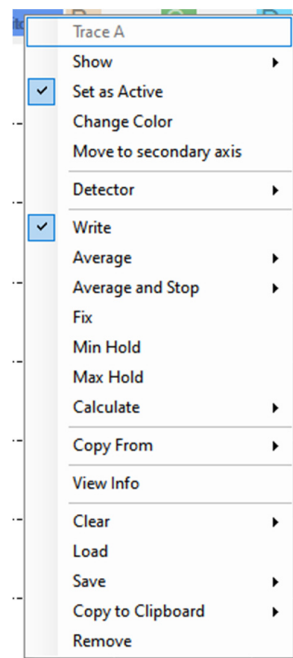 Trace A
Show
Set as Active
Change Color
Move to secondary axis
Detector
Write
Average
Average and Stop
Fix
Min Hold
Max Hold
Calculate
Copy From
View Info
Clear
Load
Save
Copy to Clipboard
Remove